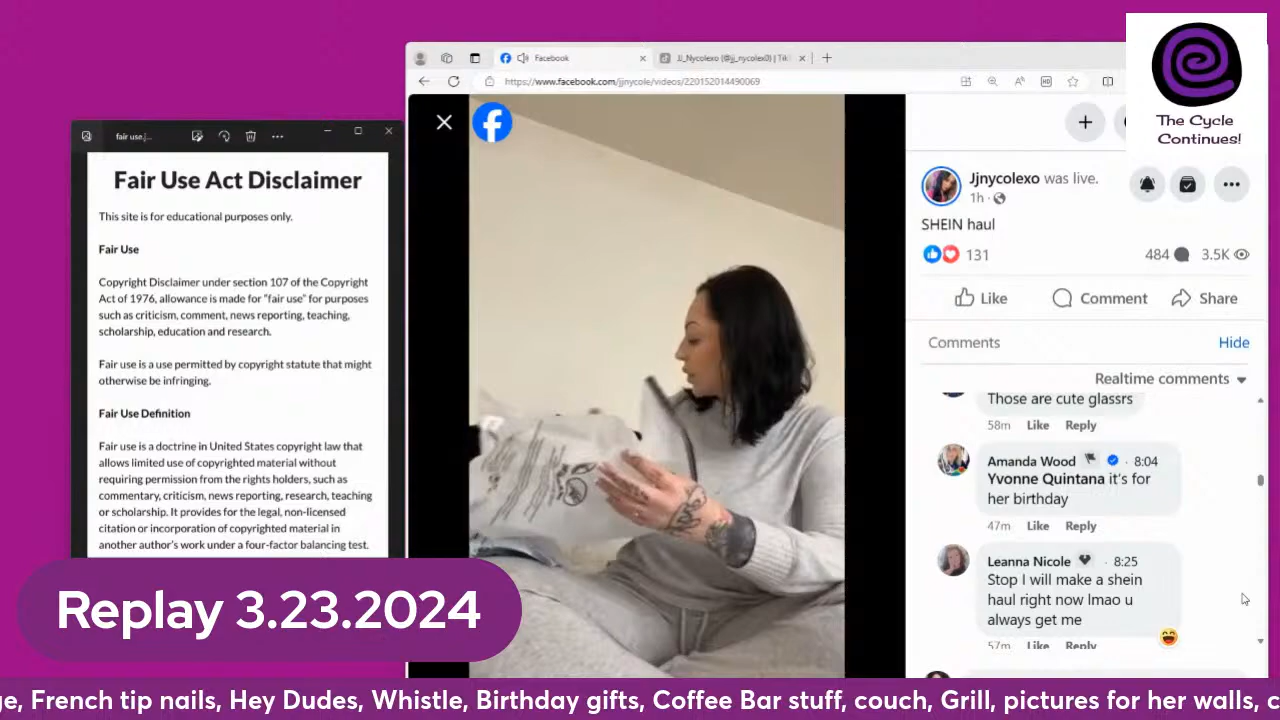 Facebook
JJ_Nycolexo (@jj_nycolex0) | Tik
https://www.facebook.com/jjnycole/videos/220152014490069
The Cycle
Continues!
fair use.j...
Fair Use Act Disclaimer
This site is for educational purposes only.
Fair Use
Copyright Disclaimer under section 107 of the Copyright
Act of 1976, allowance is made for “fair use” for purposes
such as criticism, comment, news reporting, teaching,
scholarship, education and research.
Fair use is a use permitted by copyright statute that might
otherwise be infringing.
Fair Use Definition
Fair use is a doctrine in United States copyright law that
allows limited use of copyrighted material without
requiring permission from the rights holders, such as
commentary, criticism, news reporting, research, teaching
or scholarship. It provides for the legal, non-licensed
citation or incorporation of copyrighted material in
another author’s work under a four-factor balancing test.
Jjnycolexo was live.
1h
SHEIN haul
131
484
3.5K
Like
Comment
Share
Comments
Hide
Realtime comments
Those are cute glassrs
58m Like Reply
Amanda Wood · 8:04
Yvonne Quintana it's for
her birthday
47m Like Reply
Leanna Nicole · 8:25
Stop I will make a shein
haul right now lmao u
always get me
57m Like Reply
Replay 3.23.2024
ge, French tip nails, Hey Dudes, Whistle, Birthday gifts, Coffee Bar stuff, couch, Grill, pictures for her walls, c